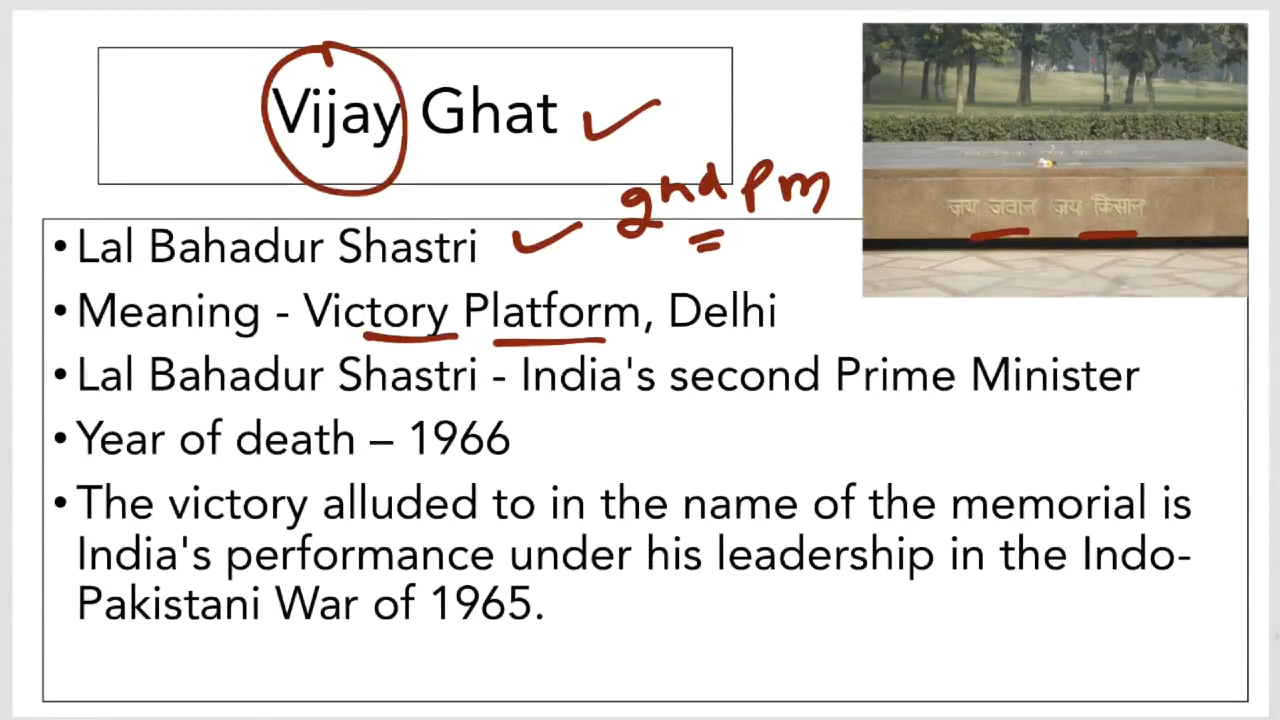 Vijay Ghat
2nd PM
जय जवान जय किसान
• Lal Bahadur Shastri
• Meaning - Victory Platform, Delhi
• Lal Bahadur Shastri - India's second Prime Minister
• Year of death – 1966
• The victory alluded to in the name of the memorial is
India's performance under his leadership in the Indo-
Pakistani War of 1965.